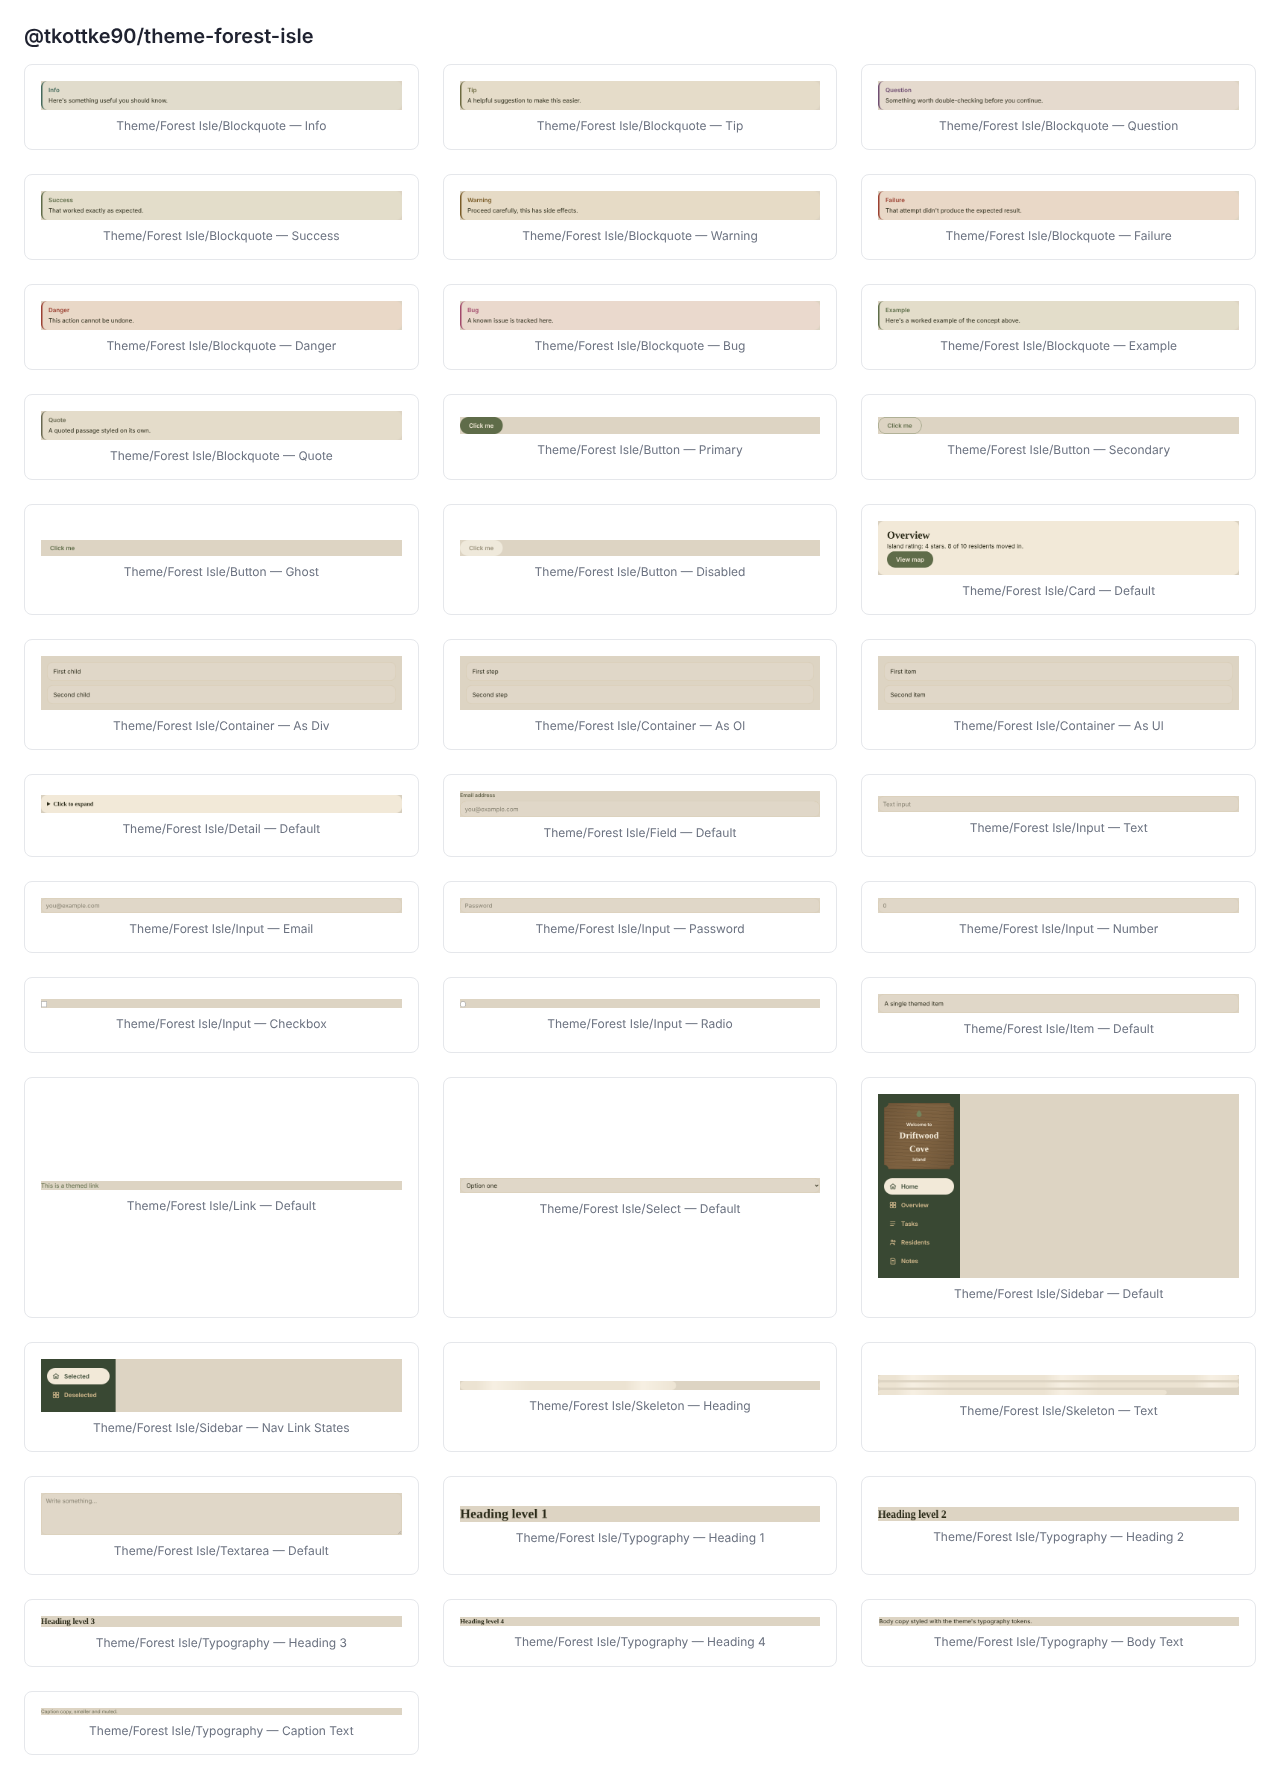 @tkottke90/theme-forest-isle
Info
Here's something useful you should know.
Theme/Forest Isle/Blockquote — Info
Tip
A helpful suggestion to make this easier.
Theme/Forest Isle/Blockquote — Tip
Question
Something worth double-checking before you continue.
Theme/Forest Isle/Blockquote — Question
Success
That worked exactly as expected.
Theme/Forest Isle/Blockquote — Success
Warning
Proceed carefully, this has side effects.
Theme/Forest Isle/Blockquote — Warning
Failure
That attempt didn't produce the expected result.
Theme/Forest Isle/Blockquote — Failure
Danger
This action cannot be undone.
Theme/Forest Isle/Blockquote — Danger
Bug
A known issue is tracked here.
Theme/Forest Isle/Blockquote — Bug
Example
Here's a worked example of the concept above.
Theme/Forest Isle/Blockquote — Example
Quote
A quoted passage styled on its own.
Theme/Forest Isle/Blockquote — Quote
Click me
Theme/Forest Isle/Button — Primary
Click me
Theme/Forest Isle/Button — Secondary
Click me
Theme/Forest Isle/Button — Ghost
Click me
Theme/Forest Isle/Button — Disabled
Overview
Island rating: 4 stars. 8 of 10 residents moved in.
View map
Theme/Forest Isle/Card — Default
First child
Second child
Theme/Forest Isle/Container — As Div
First step
Second step
Theme/Forest Isle/Container — As Ol
First item
Second item
Theme/Forest Isle/Container — As Ul
Click to expand
Theme/Forest Isle/Detail — Default
Email address
you@example.com
Theme/Forest Isle/Field — Default
Text input
Theme/Forest Isle/Input — Text
you@example.com
Theme/Forest Isle/Input — Email
Password
Theme/Forest Isle/Input — Password
0
Theme/Forest Isle/Input — Number
Theme/Forest Isle/Input — Checkbox
Theme/Forest Isle/Input — Radio
A single themed item
Theme/Forest Isle/Item — Default
This is a themed link
Theme/Forest Isle/Link — Default
Option one
Theme/Forest Isle/Select — Default
Welcome to
Driftwood
Cove
Island
Home
Overview
Tasks
Residents
Notes
Theme/Forest Isle/Sidebar — Default
Selected
Deselected
Theme/Forest Isle/Sidebar — Nav Link States
Theme/Forest Isle/Skeleton — Heading
Theme/Forest Isle/Skeleton — Text
Write something...
Theme/Forest Isle/Textarea — Default
Heading level 1
Theme/Forest Isle/Typography — Heading 1
Heading level 2
Theme/Forest Isle/Typography — Heading 2
Heading level 3
Theme/Forest Isle/Typography — Heading 3
Heading level 4
Theme/Forest Isle/Typography — Heading 4
Body copy styled with the theme's typography tokens.
Theme/Forest Isle/Typography — Body Text
Caption copy, smaller and muted.
Theme/Forest Isle/Typography — Caption Text